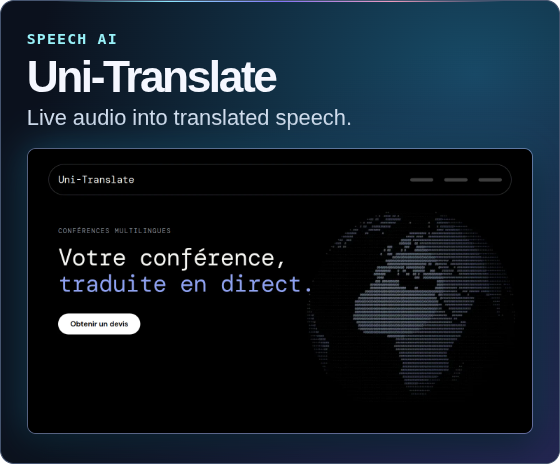 SPEECH AI
Uni-Translate
Live audio into translated speech.
Uni-Translate
CONFÉRENCES MULTILINGUES
Votre conférence,
traduite en direct.
Obtenir un devis